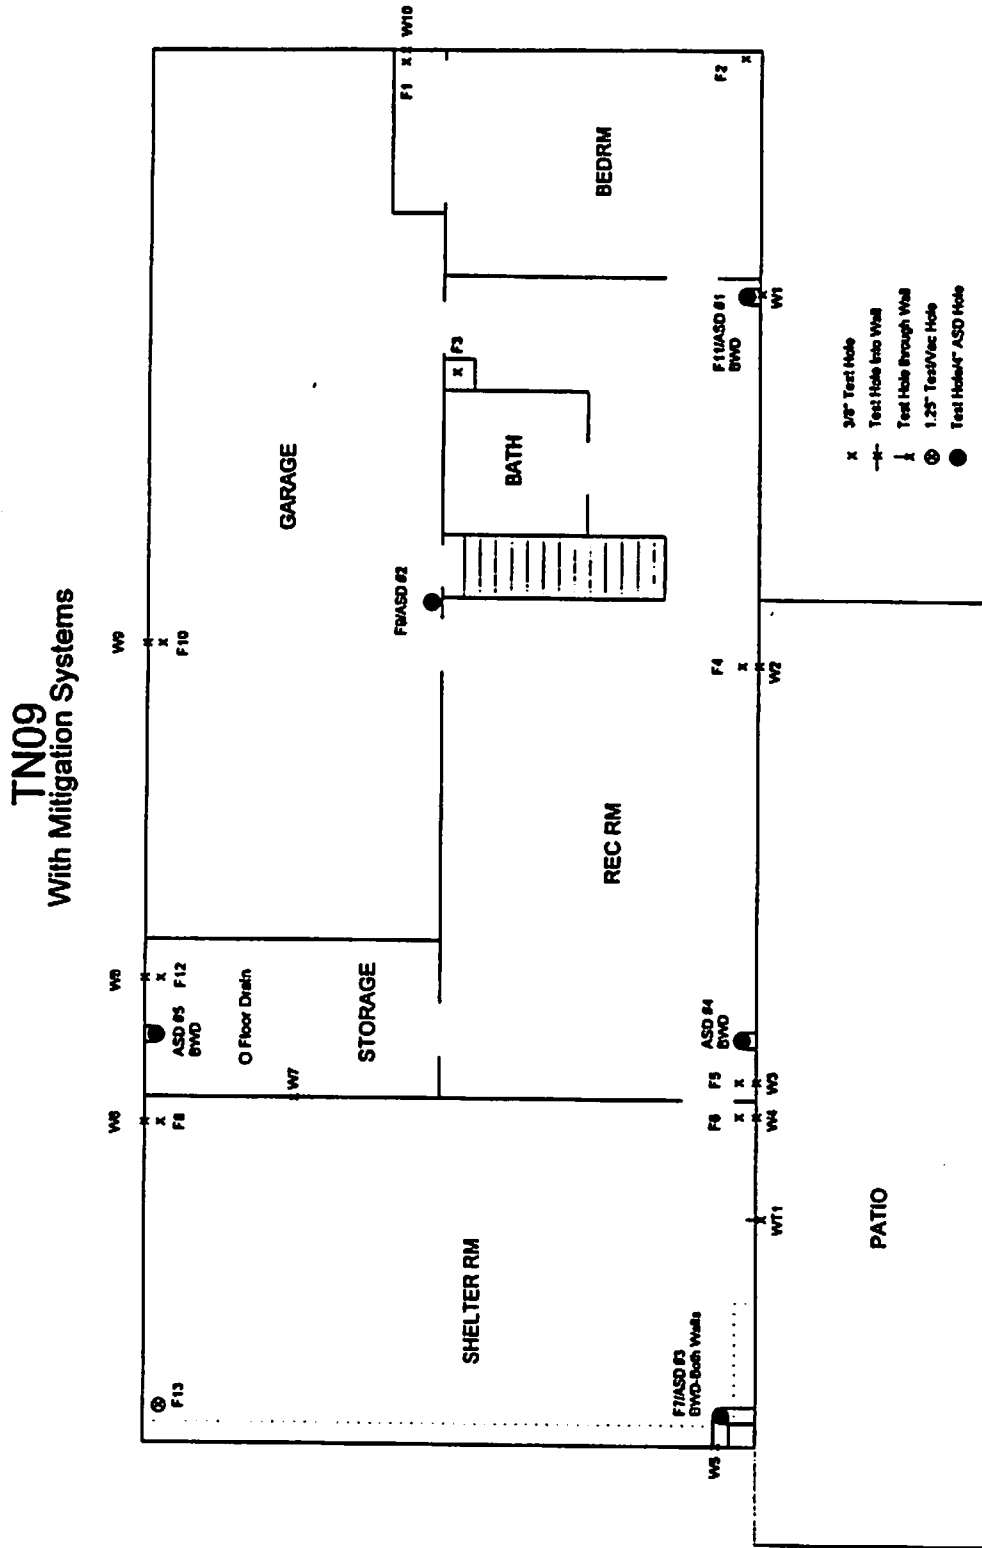 TN09
With Mitigation Systems
W6
W8
W9
F8
ASD #5
BWD
F12
F10
F13
O Floor Drain
W7
STORAGE
GARAGE
F1
W10
F9/ASD #2
F3
SHELTER RM
BATH
REC RM
BEDRM
F7/ASD #3
BWD-Both Walls
W5
F6
F5
ASD #4
BWD
F4
F11/ASD #1
BWD
F2
WT1
W4
W3
W2
W1
PATIO
x 3/8" Test Hole
Test Hole Into Wall
Test Hole through Wall
1.25" Test/Vac Hole
Test Hole/4" ASD Hole